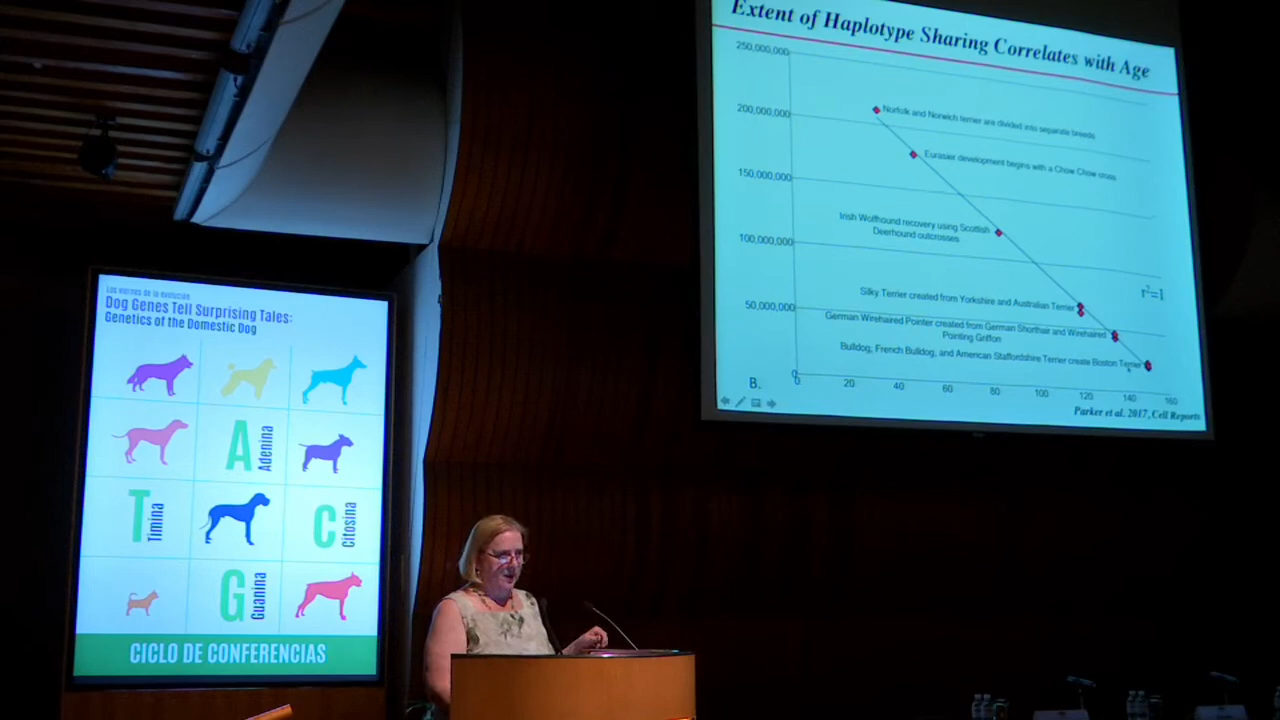 Los viernes de la evolución
Dog Genes Tell Surprising Tales:
Genetics of the Domestic Dog
A
Adenina
T
Timina
C
Citosina
G
Guanina
CICLO DE CONFERENCIAS
Extent of Haplotype Sharing Correlates with Age
250,000,000
200,000,000
150,000,000
100,000,000
50,000,000
0
Norfolk and Norwich terrier are divided into separate breeds
Eurasier development begins with a Chow Chow cross
Irish Wolfhound recovery using Scottish
Deerhound outcrosses
r²=1
Silky Terrier created from Yorkshire and Australian Terrier
German Wirehaired Pointer created from German Shorthair and Wirehaired
Pointing Griffon
Bulldog, French Bulldog, and American Staffordshire Terrier create Boston Terrier
B.
0 20 40 60 80 100 120 140 160
Parker et al. 2017, Cell Reports